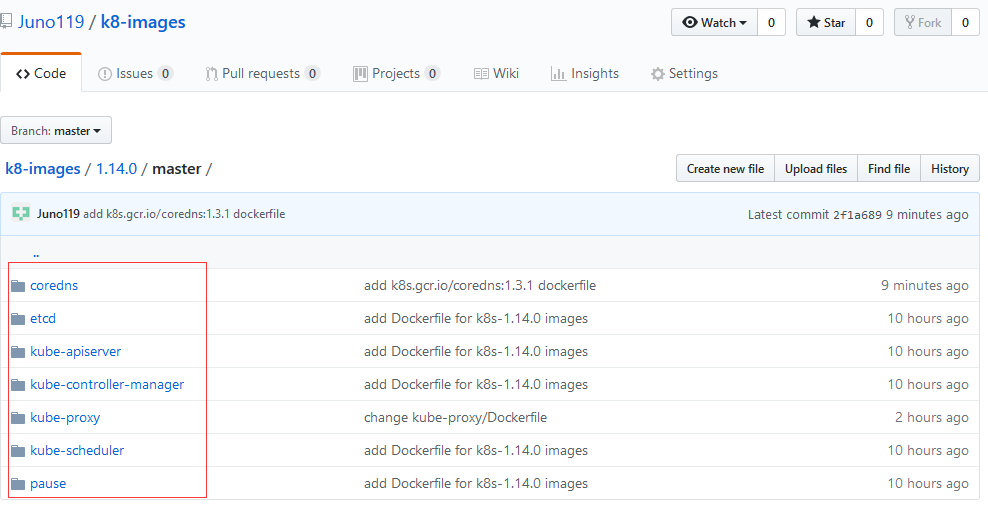 Juno119 / k8-images Watch 0 Star 0 Fork 0
Code Issues 0 Pull requests 0 Projects 0 Wiki Insights Settings
Branch: master
k8-images / 1.14.0 / master / Create new file Upload files Find file History
Juno119 add k8s.gcr.io/coredns:1.3.1 dockerfile Latest commit 2f1a689 9 minutes ago
..
coredns add k8s.gcr.io/coredns:1.3.1 dockerfile 9 minutes ago
etcd add Dockerfile for k8s-1.14.0 images 10 hours ago
kube-apiserver add Dockerfile for k8s-1.14.0 images 10 hours ago
kube-controller-manager add Dockerfile for k8s-1.14.0 images 10 hours ago
kube-proxy change kube-proxy/Dockerfile 2 hours ago
kube-scheduler add Dockerfile for k8s-1.14.0 images 10 hours ago
pause add Dockerfile for k8s-1.14.0 images 10 hours ago